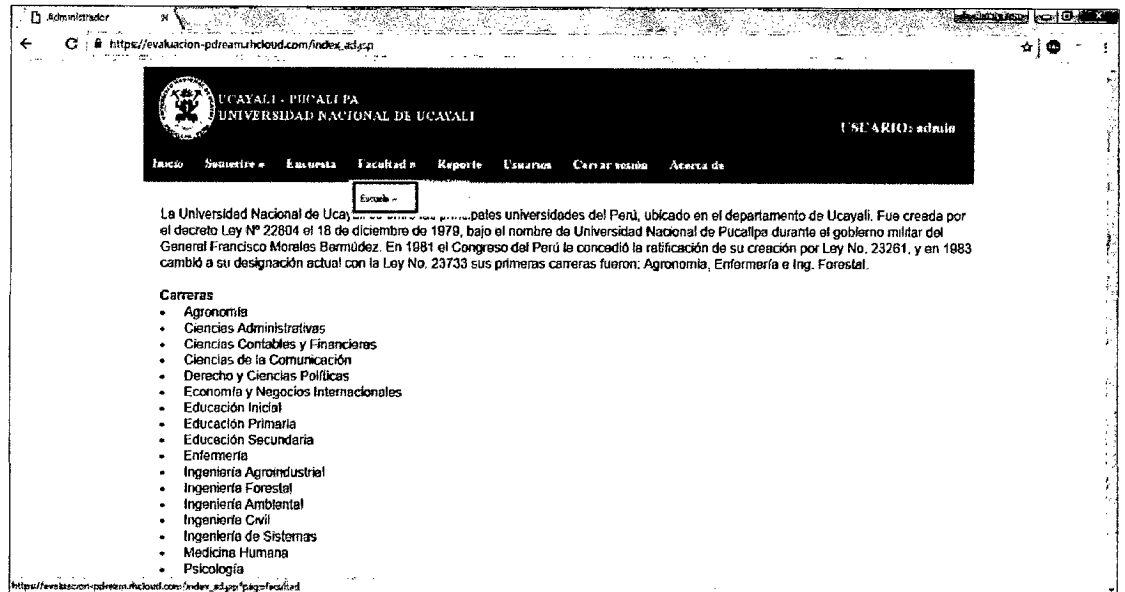 Administrador
https://evaluacion-pdream.rhcloud.com/index_ad.jsp
UCAYALI - PUCALLPA
UNIVERSIDAD NACIONAL DE UCAYALI
USUARIO: admin
Inicio Semestre » Encuesta Facultad » Reporte Usuarios Cerrar sesión Acerca de
Escuela »
La Universidad Nacional de Ucayali es entre las principales universidades del Perú, ubicado en el departamento de Ucayali. Fue creada por
el decreto Ley N° 22804 el 18 de diciembre de 1979, bajo el nombre de Universidad Nacional de Pucallpa durante el gobierno militar del
General Francisco Morales Bermúdez. En 1981 el Congreso del Perú la concedió la ratificación de su creación por Ley No. 23261, y en 1983
cambió a su designación actual con la Ley No. 23733 sus primeras carreras fueron: Agronomía, Enfermería e Ing. Forestal.
Carreras
• Agronomía
• Ciencias Administrativas
• Ciencias Contables y Financieras
• Ciencias de la Comunicación
• Derecho y Ciencias Políticas
• Economía y Negocios Internacionales
• Educación Inicial
• Educación Primaria
• Educación Secundaria
• Enfermería
• Ingeniería Agroindustrial
• Ingeniería Forestal
• Ingeniería Ambiental
• Ingeniería Civil
• Ingeniería de Sistemas
• Medicina Humana
• Psicología
https://evaluacion-pdream.rhcloud.com/index_ad.jsp?pag=facultad